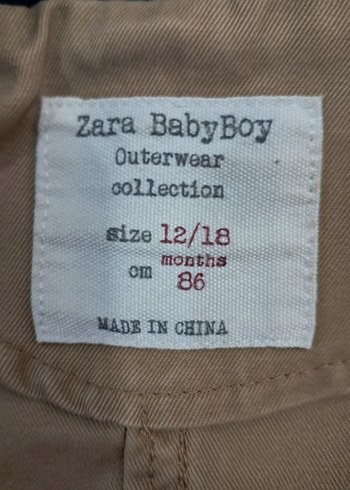 Zara BabyBoy
Outerwear
collection
size 12/18
months
cm 86
MADE IN CHINA